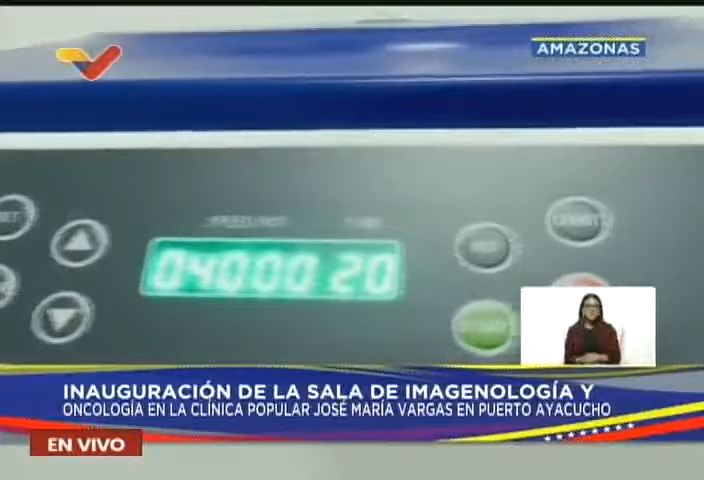 AMAZONAS
04000 20
INAUGURACIÓN DE LA SALA DE IMAGENOLOGÍA Y
ONCOLOGÍA EN LA CLÍNICA POPULAR JOSÉ MARÍA VARGAS EN PUERTO AYACUCHO
EN VIVO